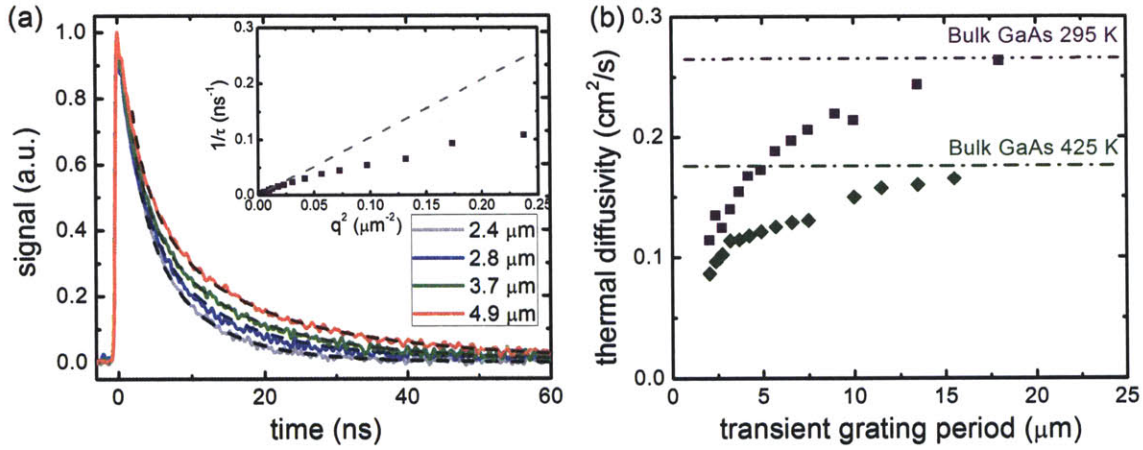 (a)
signal (a.u.)
1.0
0.8
0.6
0.4
0.2
0.0
0
20
40
60
time (ns)
1/τ (ns⁻¹)
0.3
0.2
0.1
0.0
0.00
0.05
0.10
0.15
0.20
0.25
q² (μm⁻²)
2.4 μm
2.8 μm
3.7 μm
4.9 μm
(b)
thermal diffusivity (cm²/s)
0.3
0.2
0.1
0.0
Bulk GaAs 295 K
Bulk GaAs 425 K
0
5
10
15
20
25
transient grating period (μm)